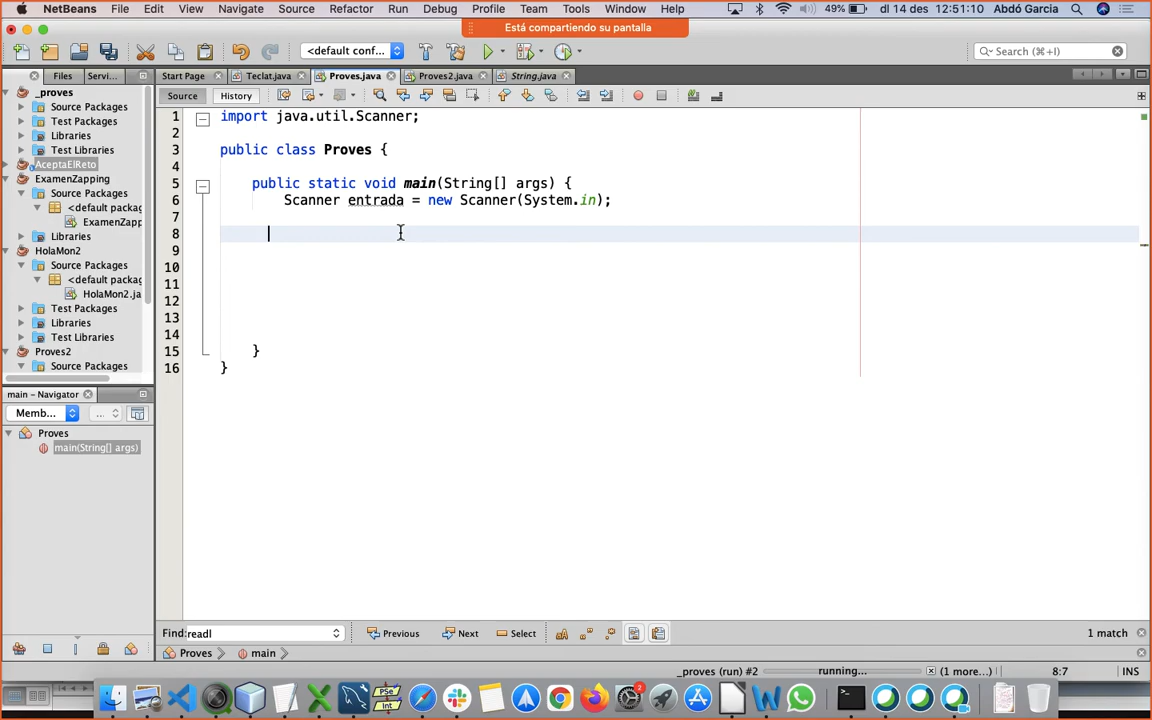 NetBeans File Edit View Navigate Source Refactor Run Debug Profile Team Tools Window Help 49% dl 14 des 12:51:10 Abdó Garcia
Está compartiendo su pantalla
<default conf... Search (⌘+I)
Files Servi... Start Page Teclat.java Proves.java Proves2.java String.java
Source History
_proves
Source Packages
Test Packages
Libraries
Test Libraries
AceptaElReto
ExamenZapping
Source Packages
<default packag
ExamenZapp
Libraries
HolaMon2
Source Packages
<default packag
HolaMon2.ja
Test Packages
Libraries
Test Libraries
Proves2
Source Packages
1 import java.util.Scanner;
2
3 public class Proves {
4
5 public static void main(String[] args) {
6 Scanner entrada = new Scanner(System.in);
7
8
9
10
11
12
13
14
15 }
16 }
main – Navigator
Memb... ...
Proves
main(String[] args)
Find: readl Previous Next Select 1 match
Proves main
_proves (run) #2 running... (1 more...) 8:7 INS